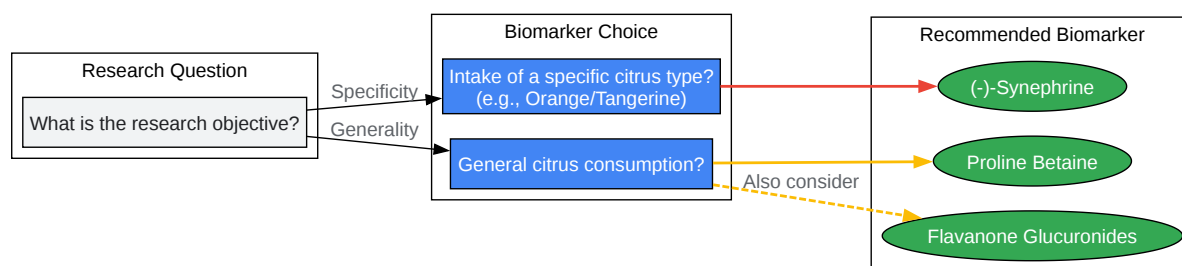 Research Question
What is the research objective?
Specificity
Generality
Biomarker Choice
Intake of a specific citrus type?
(e.g., Orange/Tangerine)
General citrus consumption?
Also consider
Recommended Biomarker
(-)-Synephrine
Proline Betaine
Flavanone Glucuronides